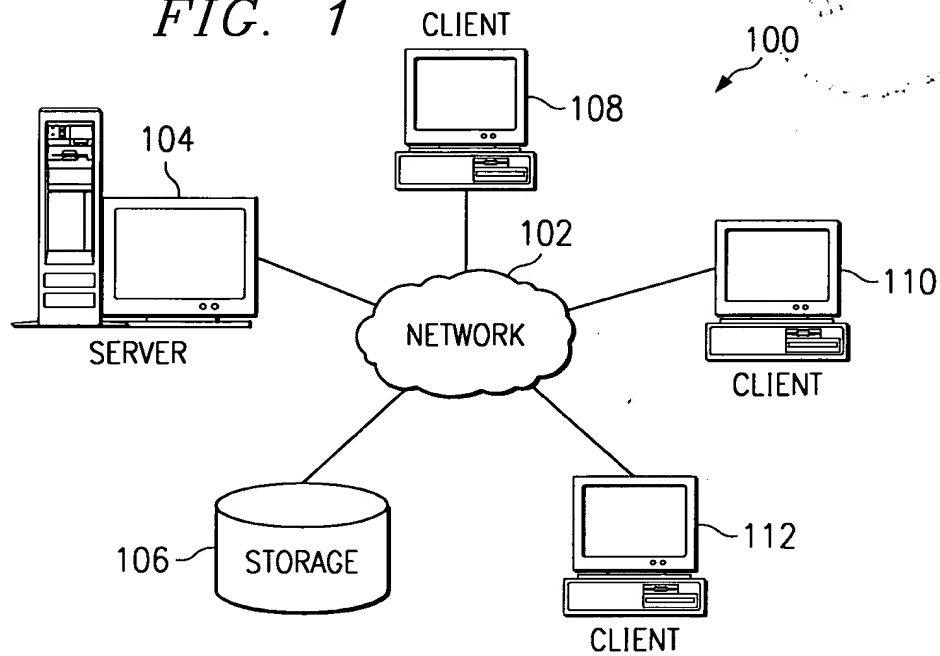 FIG. 1
CLIENT
100
108
104
102
110
NETWORK
SERVER
CLIENT
106
STORAGE
112
CLIENT